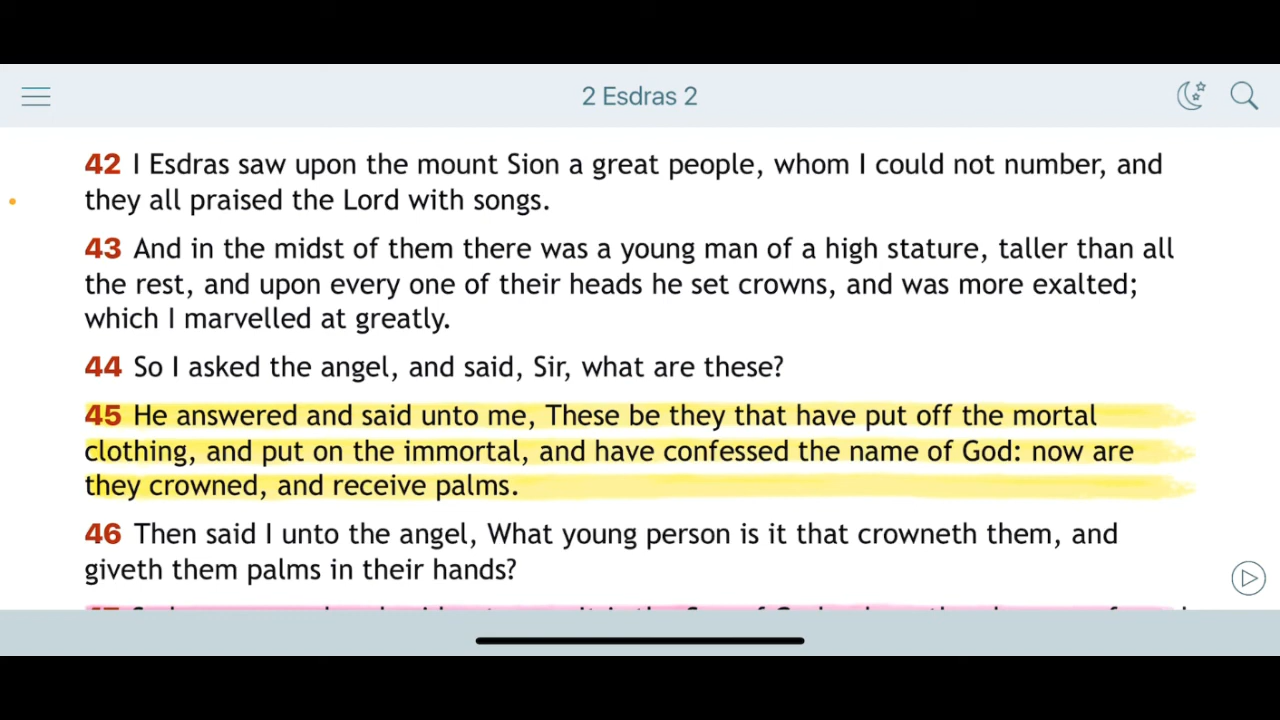 2 Esdras 2
42 I Esdras saw upon the mount Sion a great people, whom I could not number, and
they all praised the Lord with songs.
43 And in the midst of them there was a young man of a high stature, taller than all
the rest, and upon every one of their heads he set crowns, and was more exalted;
which I marvelled at greatly.
44 So I asked the angel, and said, Sir, what are these?
45 He answered and said unto me, These be they that have put off the mortal
clothing, and put on the immortal, and have confessed the name of God: now are
they crowned, and receive palms.
46 Then said I unto the angel, What young person is it that crowneth them, and
giveth them palms in their hands?